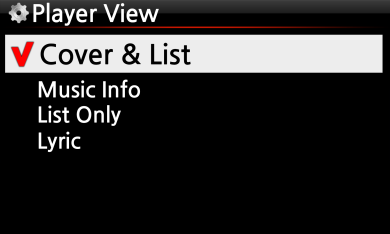 Player View
Cover & List
Music Info
List Only
Lyric